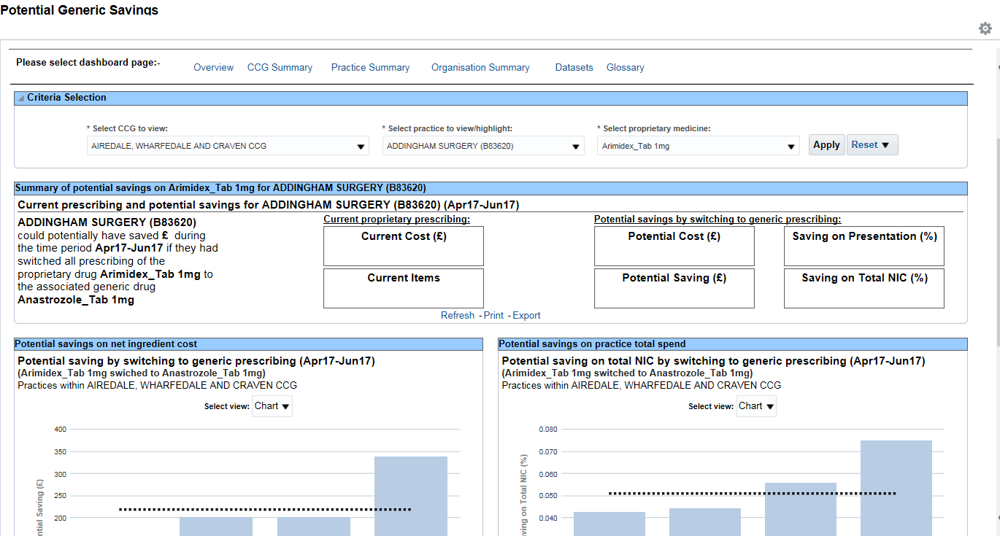 Potential Generic Savings
Please select dashboard page:-
Overview CCG Summary Practice Summary Organisation Summary Datasets Glossary
Criteria Selection
* Select CCG to view: * Select practice to view/highlight: * Select proprietary medicine:
AIREDALE, WHARFEDALE AND CRAVEN CCG ADDINGHAM SURGERY (B83620) Arimidex_Tab 1mg Apply Reset
Summary of potential savings on Arimidex_Tab 1mg for ADDINGHAM SURGERY (B83620)
Current prescribing and potential savings for ADDINGHAM SURGERY (B83620) (Apr17-Jun17)
ADDINGHAM SURGERY (B83620)
could potentially have saved £ during
the time period Apr17-Jun17 if they had
switched all prescribing of the
proprietary drug Arimidex_Tab 1mg to
the associated generic drug
Anastrozole_Tab 1mg
Current proprietary prescribing:
Current Cost (£)
Current Items
Potential savings by switching to generic prescribing:
Potential Cost (£) Saving on Presentation (%)
Potential Saving (£) Saving on Total NIC (%)
Refresh - Print - Export
Potential savings on net ingredient cost
Potential saving by switching to generic prescribing (Apr17-Jun17)
(Arimidex_Tab 1mg swiched to Anastrozole_Tab 1mg)
Practices within AIREDALE, WHARFEDALE AND CRAVEN CCG
Select view: Chart
400
350
300
250
200
ntial Saving (£)
Potential savings on practice total spend
Potential saving on total NIC by switching to generic prescribing (Apr17-Jun17)
(Arimidex_Tab 1mg switched to Anastrozole_Tab 1mg)
Practices within AIREDALE, WHARFEDALE AND CRAVEN CCG
Select view: Chart
0.080
0.070
0.060
0.050
0.040
ving on Total NIC (%)